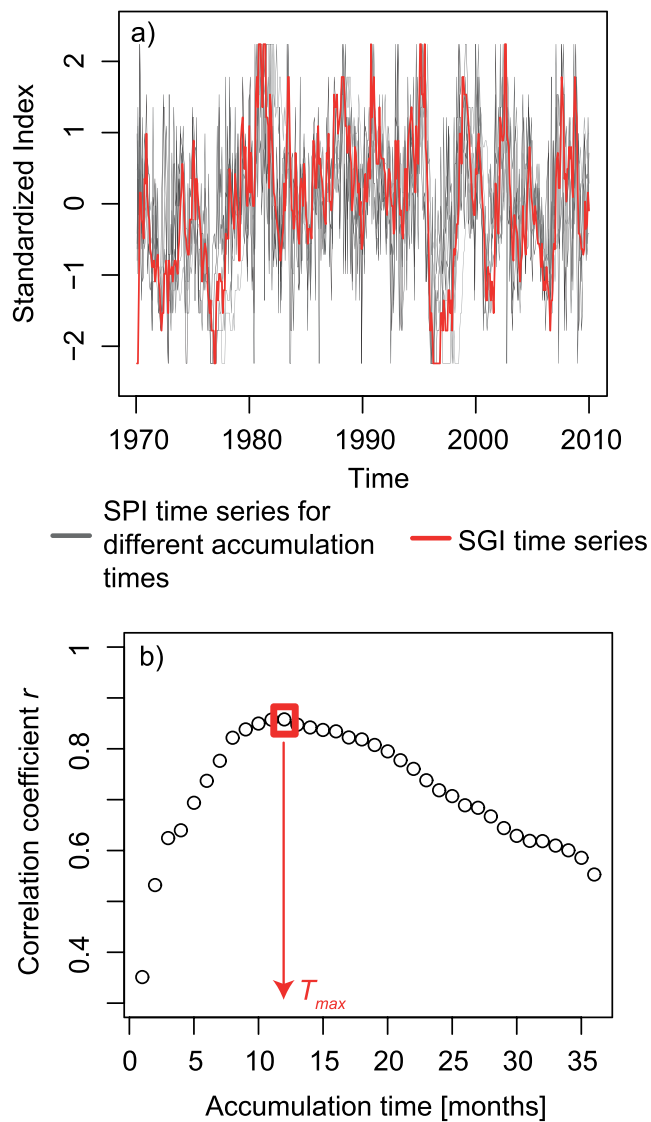 a)
Standardized Index
2
1
0
−1
−2
1970 1980 1990 2000 2010
Time
SPI time series for
different accumulation
times
SGI time series
b)
Correlation coefficient r
1
0.8
0.6
0.4
Tmax
0 5 10 15 20 25 30 35
Accumulation time [months]